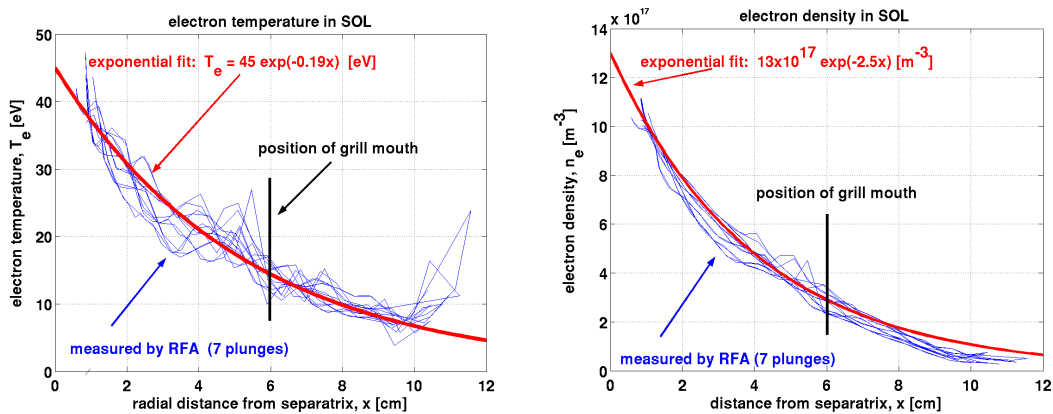 electron temperature in SOL
50
40
30
20
10
0
electron temperature, T_e [eV]
exponential fit: T_e = 45 exp(-0.19x) [eV]
position of grill mouth
measured by RFA (7 plunges)
0 2 4 6 8 10 12
radial distance from separatrix, x [cm]
electron density in SOL
x 10^17
14
12
10
8
6
4
2
0
electron density, n_e [m^-3]
exponential fit: 13x10^17 exp(-2.5x) [m^-3]
position of grill mouth
measured by RFA (7 plunges)
0 2 4 6 8 10 12
distance from separatrix, x [cm]